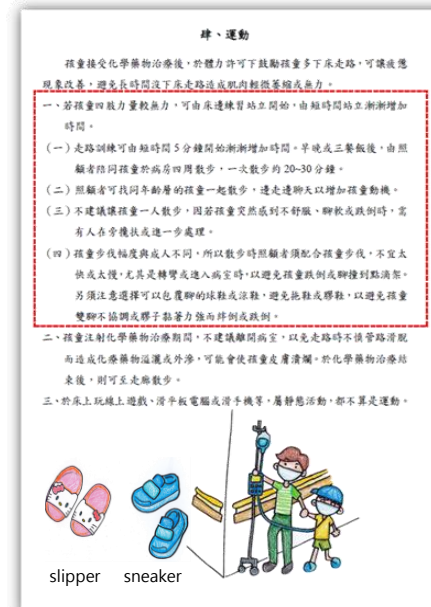 肆、運動
孩童接受化學藥物治療後，於體力許可下鼓勵孩童多下床走路，可讓疲憊
現象改善，避免長時間沒下床走路造成肌肉輕微萎縮或無力。
一、若孩童四肢力量較無力，可由床邊練習站立開始，由短時間站立漸漸增加
時間。
（一）走路訓練可由短時間 5 分鐘開始漸漸增加時間。早晚或三餐飯後，由照
顧者陪同孩童於病房四周散步，一次散步約 20~30 分鐘。
（二）照顧者可找同年齡層的孩童一起散步，邊走邊聊天以增加孩童動機。
（三）不建議讓孩童一人散步，因若孩童突然感到不舒服、腳軟或跌倒時，需
有人在旁攙扶或進一步處理。
（四）孩童步伐幅度與成人不同，所以散步時照顧者須配合孩童步伐，不宜太
快或太慢，尤其是轉彎或進入病室時，以避免孩童跌倒或腳撞到點滴架。
另須注意選擇可以包覆腳的球鞋或涼鞋，避免拖鞋或膠鞋，以避免孩童
雙腳不協調或膠子黏著力強而絆倒或跌倒。
二、孩童注射化學藥物治療期間，不建議離開病室，以免走路時不慎管路滑脫
而造成化療藥物溢漏或外滲，可能會使孩童皮膚潰爛。於化學藥物治療結
束後，則可至走廊散步。
三、於床上玩線上遊戲、滑平板電腦或滑手機等，屬靜態活動，都不算是運動。
slipper sneaker